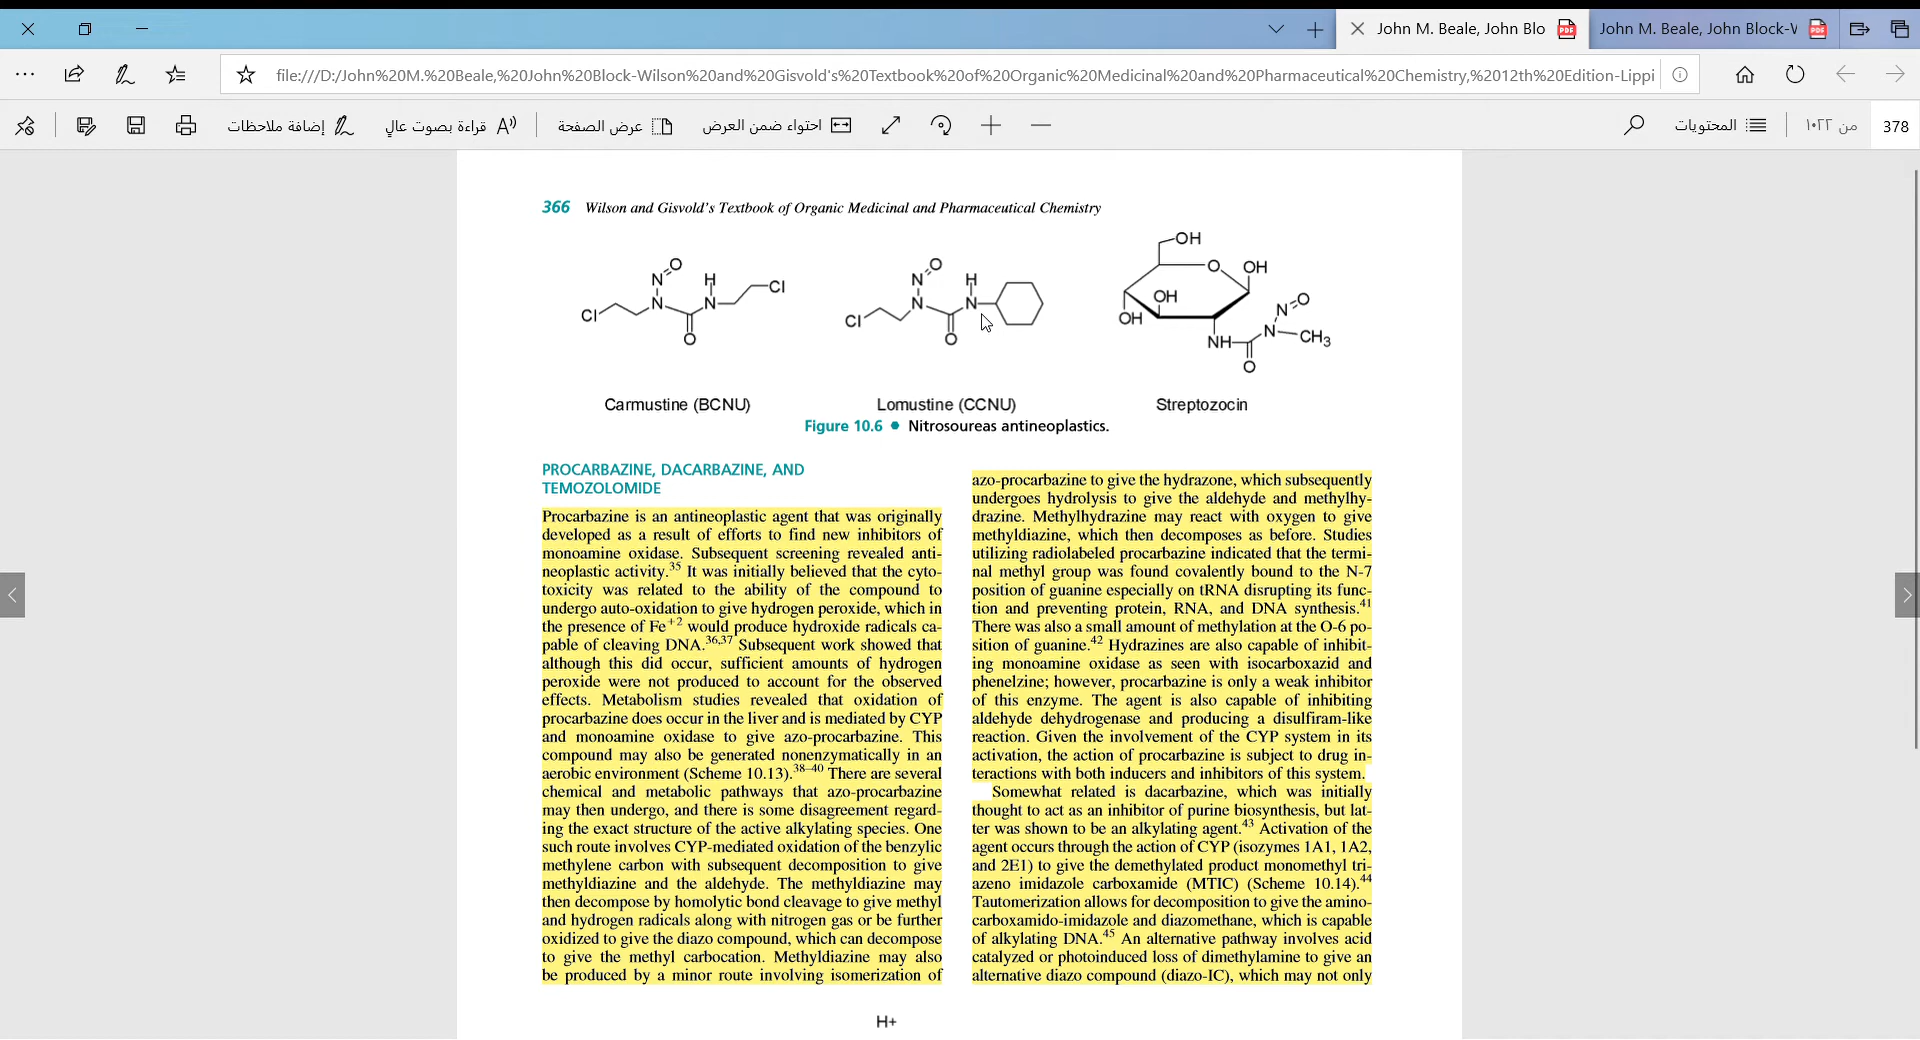 John M. Beale, John Blo
John M. Beale, John Block-W
file:///D:/John%20M.%20Beale,%20John%20Block-Wilson%20and%20Gisvold's%20Textbook%20of%20Organic%20Medicinal%20and%20Pharmaceutical%20Chemistry,%2012th%20Edition-Lippi
إضافة ملاحظات
قراءة بصوت عالٍ
عرض الصفحة
احتواء ضمن العرض
المحتويات
من ١٠٢٢
378
366 Wilson and Gisvold's Textbook of Organic Medicinal and Pharmaceutical Chemistry
Cl N N O O N H Cl
Cl N N O O N H
OH O OH OH OH NH O N N O CH3
Carmustine (BCNU)
Lomustine (CCNU)
Streptozocin
Figure 10.6 ● Nitrosoureas antineoplastics.
PROCARBAZINE, DACARBAZINE, AND
TEMOZOLOMIDE
Procarbazine is an antineoplastic agent that was originally
developed as a result of efforts to find new inhibitors of
monoamine oxidase. Subsequent screening revealed anti-
neoplastic activity.35 It was initially believed that the cyto-
toxicity was related to the ability of the compound to
undergo auto-oxidation to give hydrogen peroxide, which in
the presence of Fe+2 would produce hydroxide radicals ca-
pable of cleaving DNA.36,37 Subsequent work showed that
although this did occur, sufficient amounts of hydrogen
peroxide were not produced to account for the observed
effects. Metabolism studies revealed that oxidation of
procarbazine does occur in the liver and is mediated by CYP
and monoamine oxidase to give azo-procarbazine. This
compound may also be generated nonenzymatically in an
aerobic environment (Scheme 10.13).38–40 There are several
chemical and metabolic pathways that azo-procarbazine
may then undergo, and there is some disagreement regard-
ing the exact structure of the active alkylating species. One
such route involves CYP-mediated oxidation of the benzylic
methylene carbon with subsequent decomposition to give
methyldiazine and the aldehyde. The methyldiazine may
then decompose by homolytic bond cleavage to give methyl
and hydrogen radicals along with nitrogen gas or be further
oxidized to give the diazo compound, which can decompose
to give the methyl carbocation. Methyldiazine may also
be produced by a minor route involving isomerization of
azo-procarbazine to give the hydrazone, which subsequently
undergoes hydrolysis to give the aldehyde and methylhy-
drazine. Methylhydrazine may react with oxygen to give
methyldiazine, which then decomposes as before. Studies
utilizing radiolabeled procarbazine indicated that the termi-
nal methyl group was found covalently bound to the N-7
position of guanine especially on tRNA disrupting its func-
tion and preventing protein, RNA, and DNA synthesis.41
There was also a small amount of methylation at the O-6 po-
sition of guanine.42 Hydrazines are also capable of inhibit-
ing monoamine oxidase as seen with isocarboxazid and
phenelzine; however, procarbazine is only a weak inhibitor
of this enzyme. The agent is also capable of inhibiting
aldehyde dehydrogenase and producing a disulfiram-like
reaction. Given the involvement of the CYP system in its
activation, the action of procarbazine is subject to drug in-
teractions with both inducers and inhibitors of this system.
Somewhat related is dacarbazine, which was initially
thought to act as an inhibitor of purine biosynthesis, but lat-
ter was shown to be an alkylating agent.43 Activation of the
agent occurs through the action of CYP (isozymes 1A1, 1A2,
and 2E1) to give the demethylated product monomethyl tri-
azeno imidazole carboxamide (MTIC) (Scheme 10.14).44
Tautomerization allows for decomposition to give the amino-
carboxamido-imidazole and diazomethane, which is capable
of alkylating DNA.45 An alternative pathway involves acid
catalyzed or photoinduced loss of dimethylamine to give an
alternative diazo compound (diazo-IC), which may not only
H+